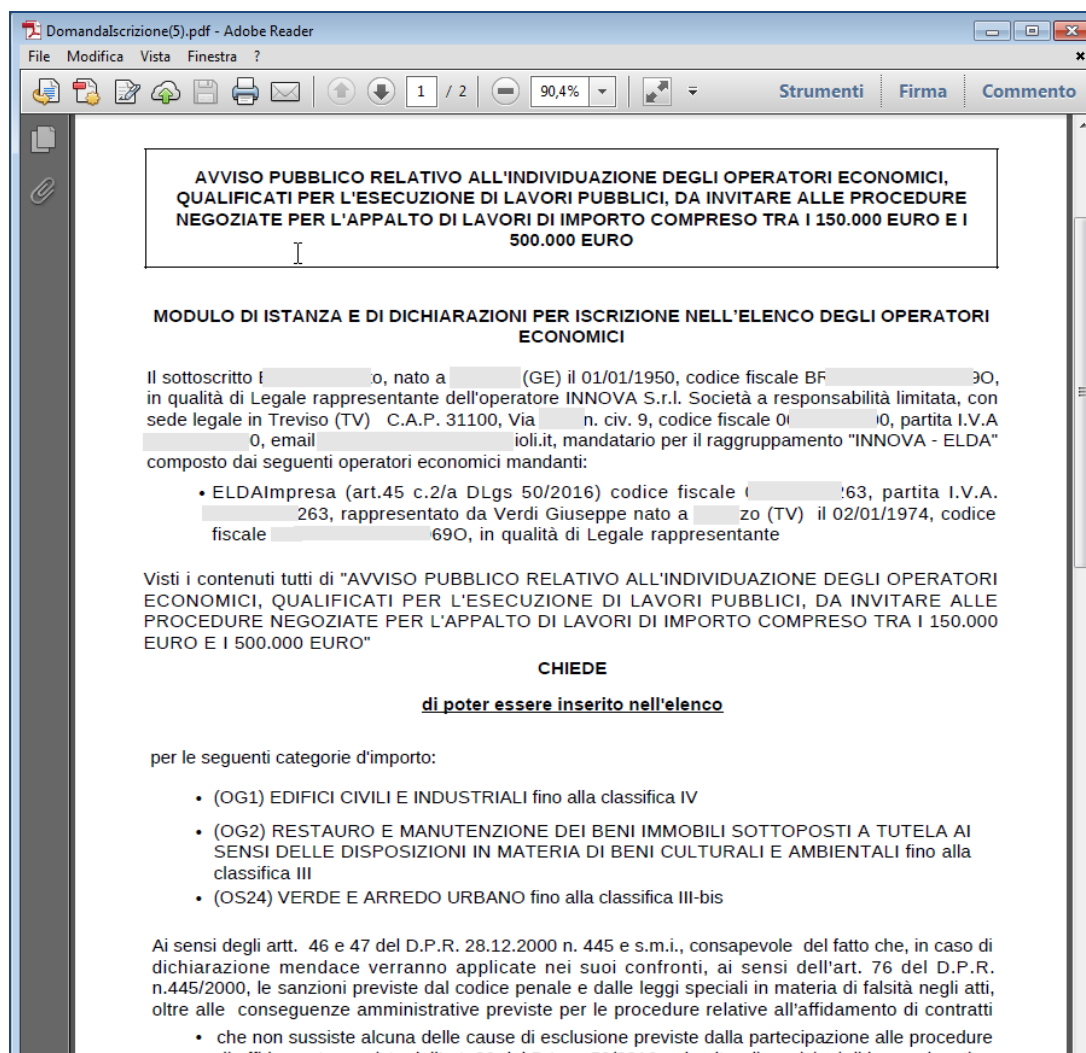 DomandaIscrizione(5).pdf - Adobe Reader
File Modifica Vista Finestra ?
1 / 2 90,4% Strumenti Firma Commento
AVVISO PUBBLICO RELATIVO ALL'INDIVIDUAZIONE DEGLI OPERATORI ECONOMICI,
QUALIFICATI PER L'ESECUZIONE DI LAVORI PUBBLICI, DA INVITARE ALLE PROCEDURE
NEGOZIATE PER L'APPALTO DI LAVORI DI IMPORTO COMPRESO TRA I 150.000 EURO E I
500.000 EURO
MODULO DI ISTANZA E DI DICHIARAZIONI PER ISCRIZIONE NELL'ELENCO DEGLI OPERATORI
ECONOMICI
Il sottoscritto o, nato a (GE) il 01/01/1950, codice fiscale BR 9O,
in qualità di Legale rappresentante dell'operatore INNOVA S.r.l. Società a responsabilità limitata, con
sede legale in Treviso (TV) C.A.P. 31100, Via n. civ. 9, codice fiscale 0 0, partita I.V.A
0, email ioli.it, mandatario per il raggruppamento "INNOVA - ELDA"
composto dai seguenti operatori economici mandanti:
• ELDAImpresa (art.45 c.2/a DLgs 50/2016) codice fiscale 63, partita I.V.A.
263, rappresentato da Verdi Giuseppe nato a zo (TV) il 02/01/1974, codice
fiscale 69O, in qualità di Legale rappresentante
Visti i contenuti tutti di "AVVISO PUBBLICO RELATIVO ALL'INDIVIDUAZIONE DEGLI OPERATORI
ECONOMICI, QUALIFICATI PER L'ESECUZIONE DI LAVORI PUBBLICI, DA INVITARE ALLE
PROCEDURE NEGOZIATE PER L'APPALTO DI LAVORI DI IMPORTO COMPRESO TRA I 150.000
EURO E I 500.000 EURO"
CHIEDE
di poter essere inserito nell'elenco
per le seguenti categorie d'importo:
• (OG1) EDIFICI CIVILI E INDUSTRIALI fino alla classifica IV
• (OG2) RESTAURO E MANUTENZIONE DEI BENI IMMOBILI SOTTOPOSTI A TUTELA AI
SENSI DELLE DISPOSIZIONI IN MATERIA DI BENI CULTURALI E AMBIENTALI fino alla
classifica III
• (OS24) VERDE E ARREDO URBANO fino alla classifica III-bis
Ai sensi degli artt. 46 e 47 del D.P.R. 28.12.2000 n. 445 e s.m.i., consapevole del fatto che, in caso di
dichiarazione mendace verranno applicate nei suoi confronti, ai sensi dell'art. 76 del D.P.R.
n.445/2000, le sanzioni previste dal codice penale e dalle leggi speciali in materia di falsità negli atti,
oltre alle conseguenze amministrative previste per le procedure relative all'affidamento di contratti
• che non sussiste alcuna delle cause di esclusione previste dalla partecipazione alle procedure